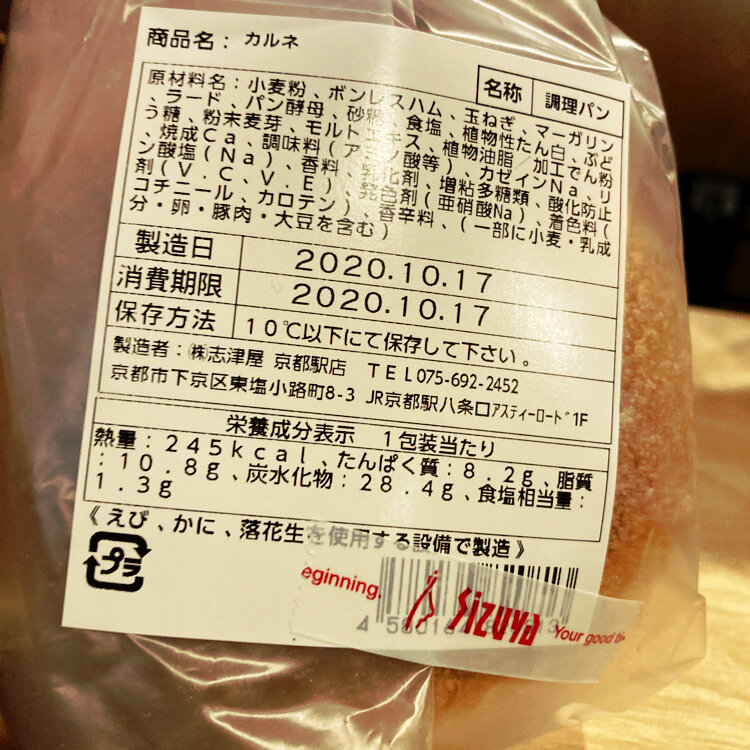 商品名: カルネ
名称 調理パン
原材料名:小麦粉、ボンレスハム、玉ねぎ、マーガリン
、ラード、パン酵母、砂糖、食塩、植物性たん白、ぶど
う糖、粉末麦芽、モルトエキス、植物油脂/加工でん粉
、焼成Ca、調味料(アミノ酸等)、カゼインNa、リ
ン酸塩(Na)、香料、乳化剤、増粘多糖類、酸化防止
剤(V.C、V.E)、発色剤(亜硝酸Na)、着色料(
コチニール、カロテン)、香辛料、(一部に小麦・乳成
分・卵・豚肉・大豆を含む)
製造日 2020.10.17
消費期限 2020.10.17
保存方法 10℃以下にて保存して下さい。
製造者:㈱志津屋 京都駅店 TEL075-692-2452
京都市下京区東塩小路町8-3 JR京都駅八条口アスティーロード1F
栄養成分表示 1包装当たり
熱量:245kcal、たんぱく質:8.2g、脂質
:10.8g、炭水化物:28.4g、食塩相当量:
1.3g
《えび、かに、落花生を使用する設備で製造》
プラ
eginning.
SIZUYA
Your good
4 580164